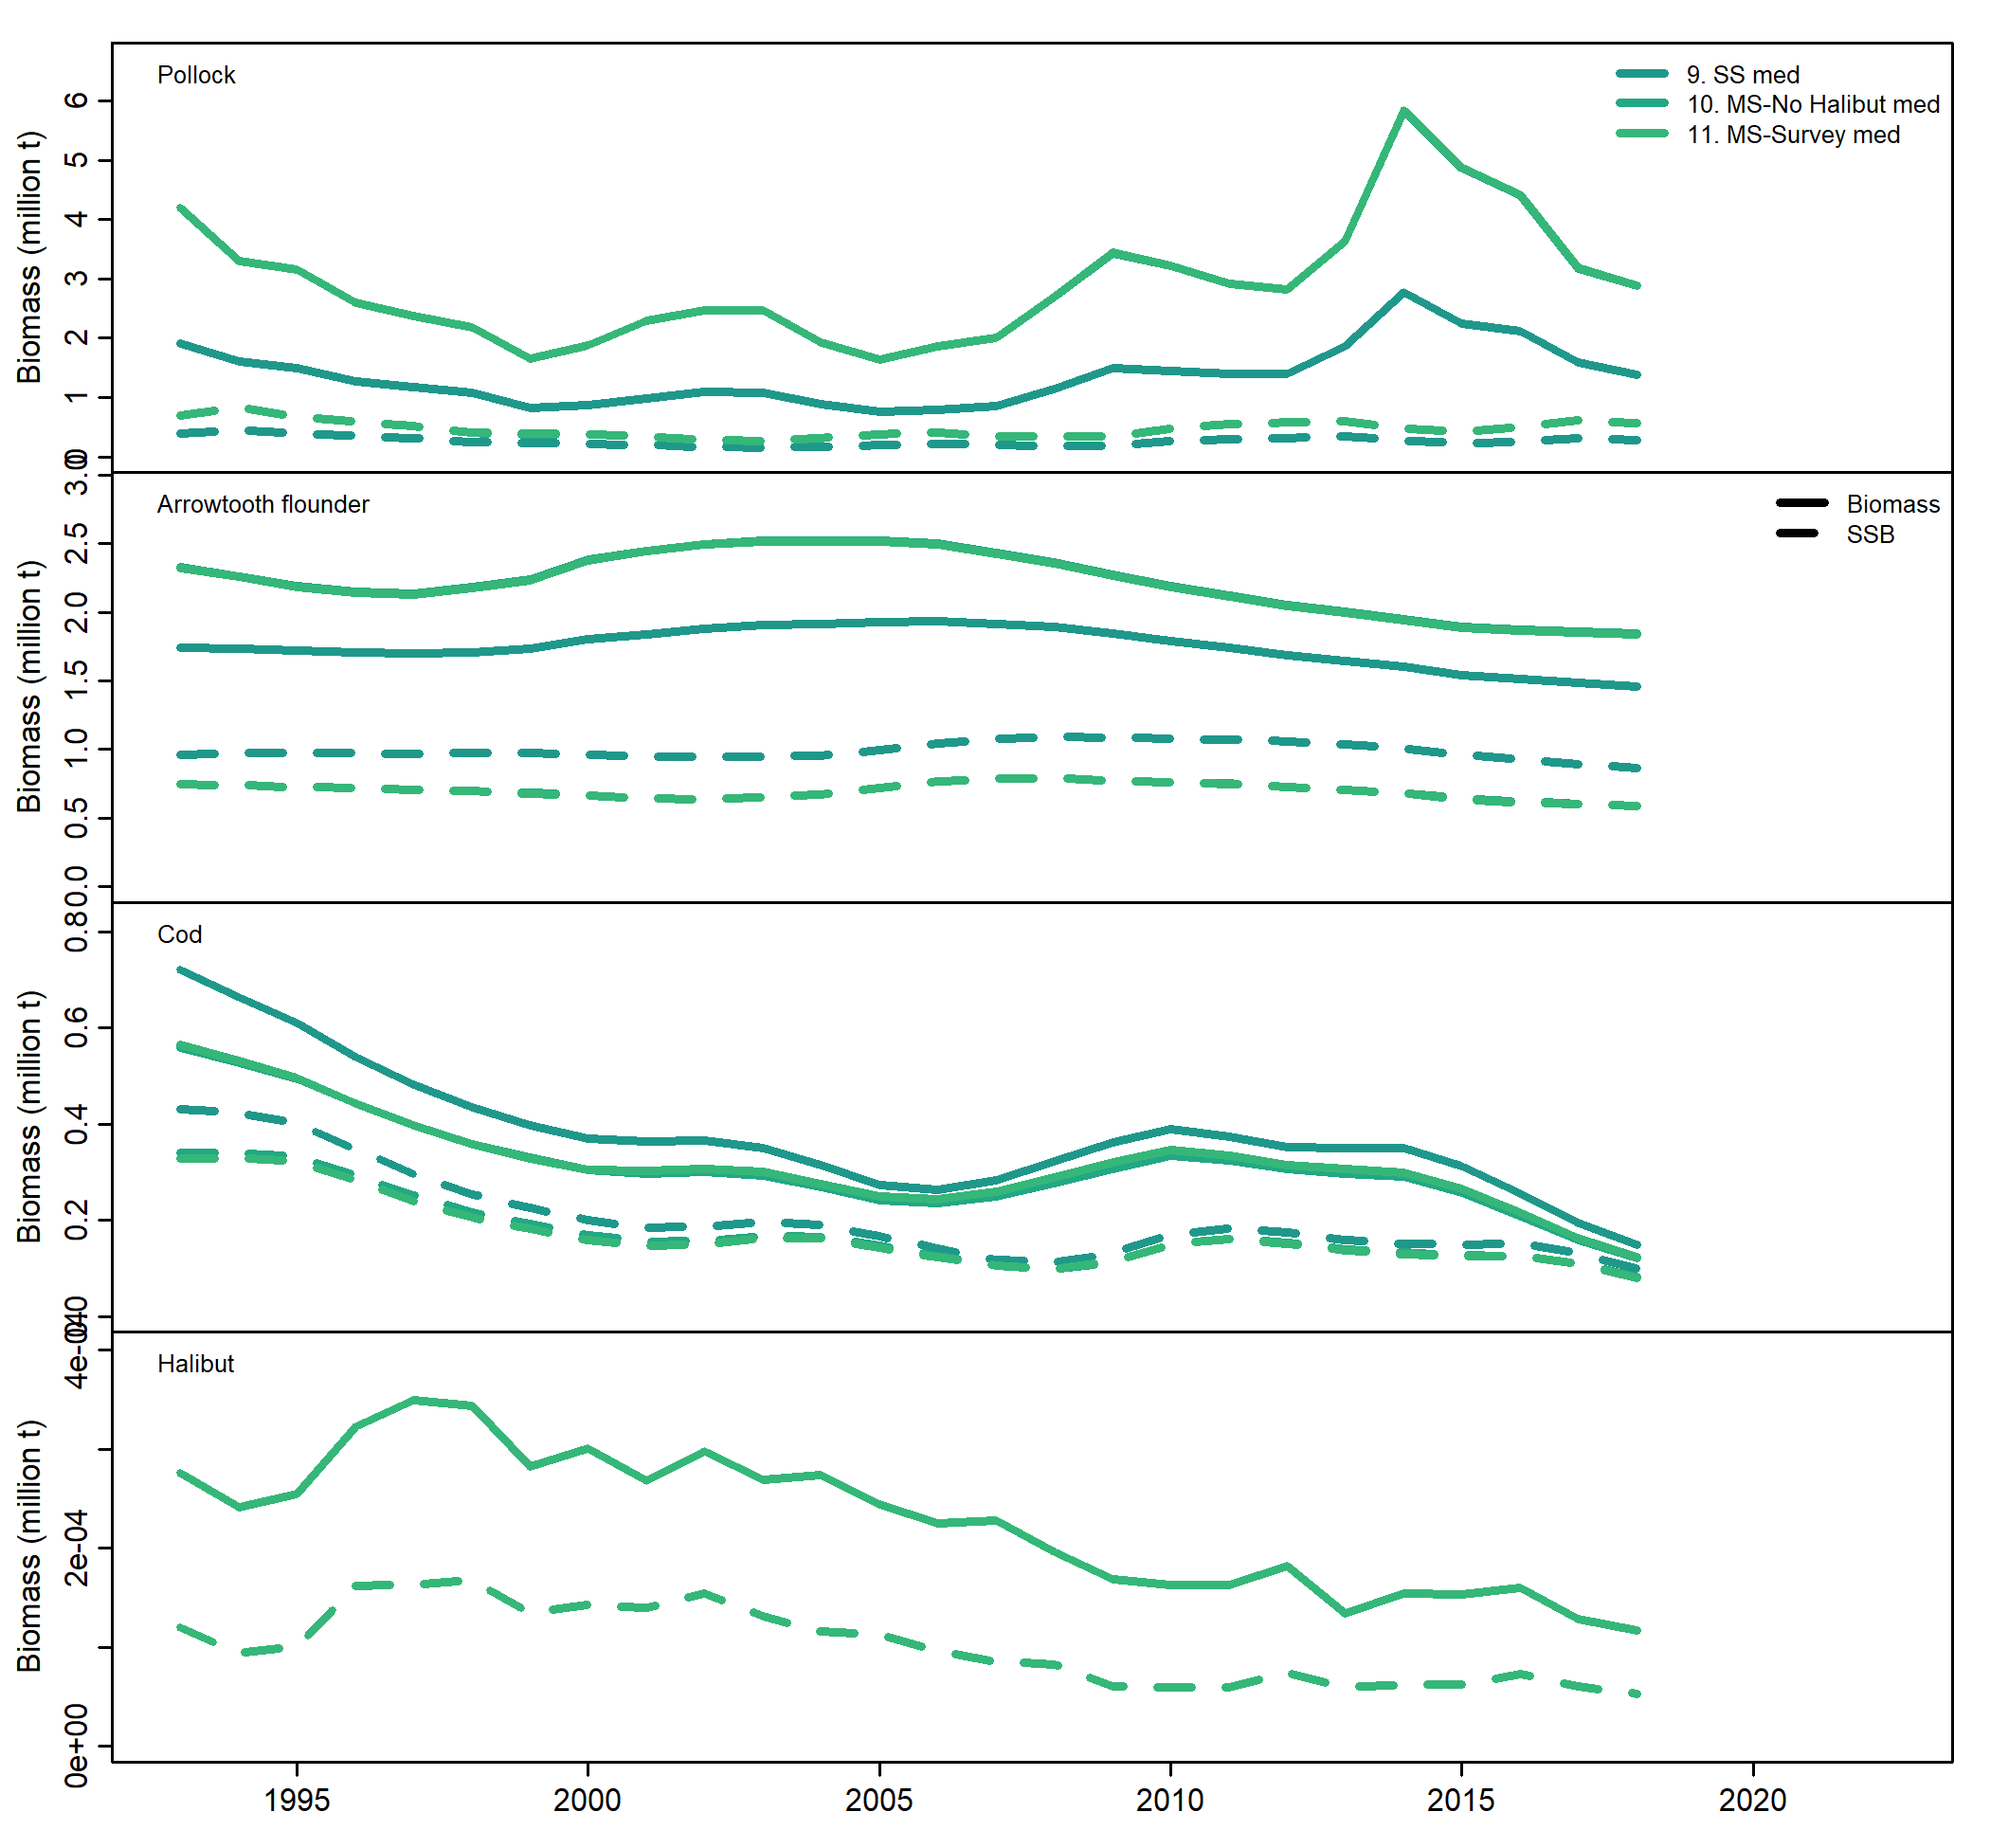 Pollock
9. SS med
10. MS-No Halibut med
11. MS-Survey med
Biomass (million t)
6
5
4
3
2
1
0
Arrowtooth flounder
Biomass
SSB
Biomass (million t)
3.0
2.5
2.0
1.5
1.0
0.5
0.0
Cod
Biomass (million t)
0.8
0.6
0.4
0.2
0.0
Halibut
Biomass (million t)
4e-04
2e-04
0e+00
1995 2000 2005 2010 2015 2020